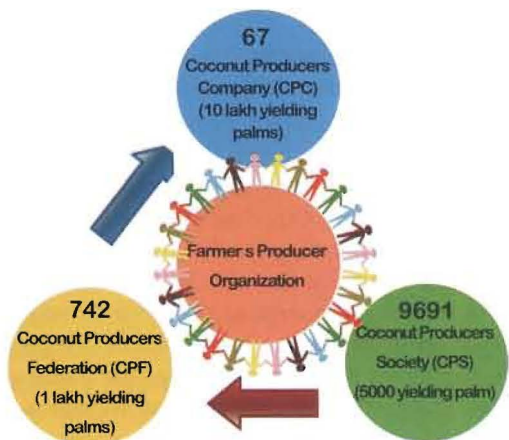 67
Coconut Producers
Company (CPC)
(10 lakh yielding
palms)
Farmer s Producer
Organization
742
Coconut Producers
Federation (CPF)
(1 lakh yielding
palms)
9691
Coconut Producers
Society (CPS)
(5000 yielding palm)